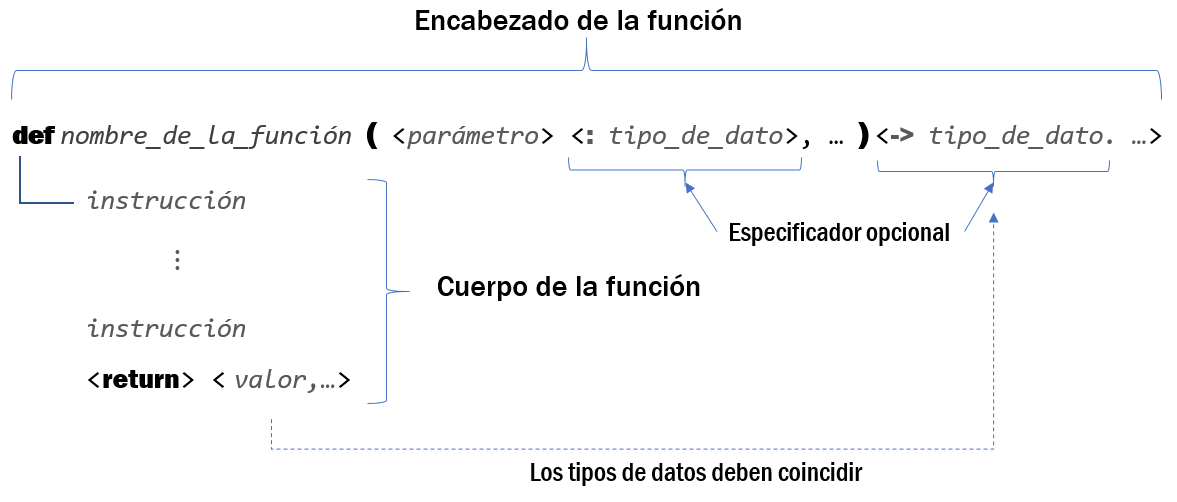 Encabezado de la función
def nombre_de_la_función ( <parámetro> <: tipo_de_dato>, … ) <-> tipo_de_dato. …>
instrucción
Especificador opcional
⋮
Cuerpo de la función
instrucción
<return> < valor,…>
Los tipos de datos deben coincidir